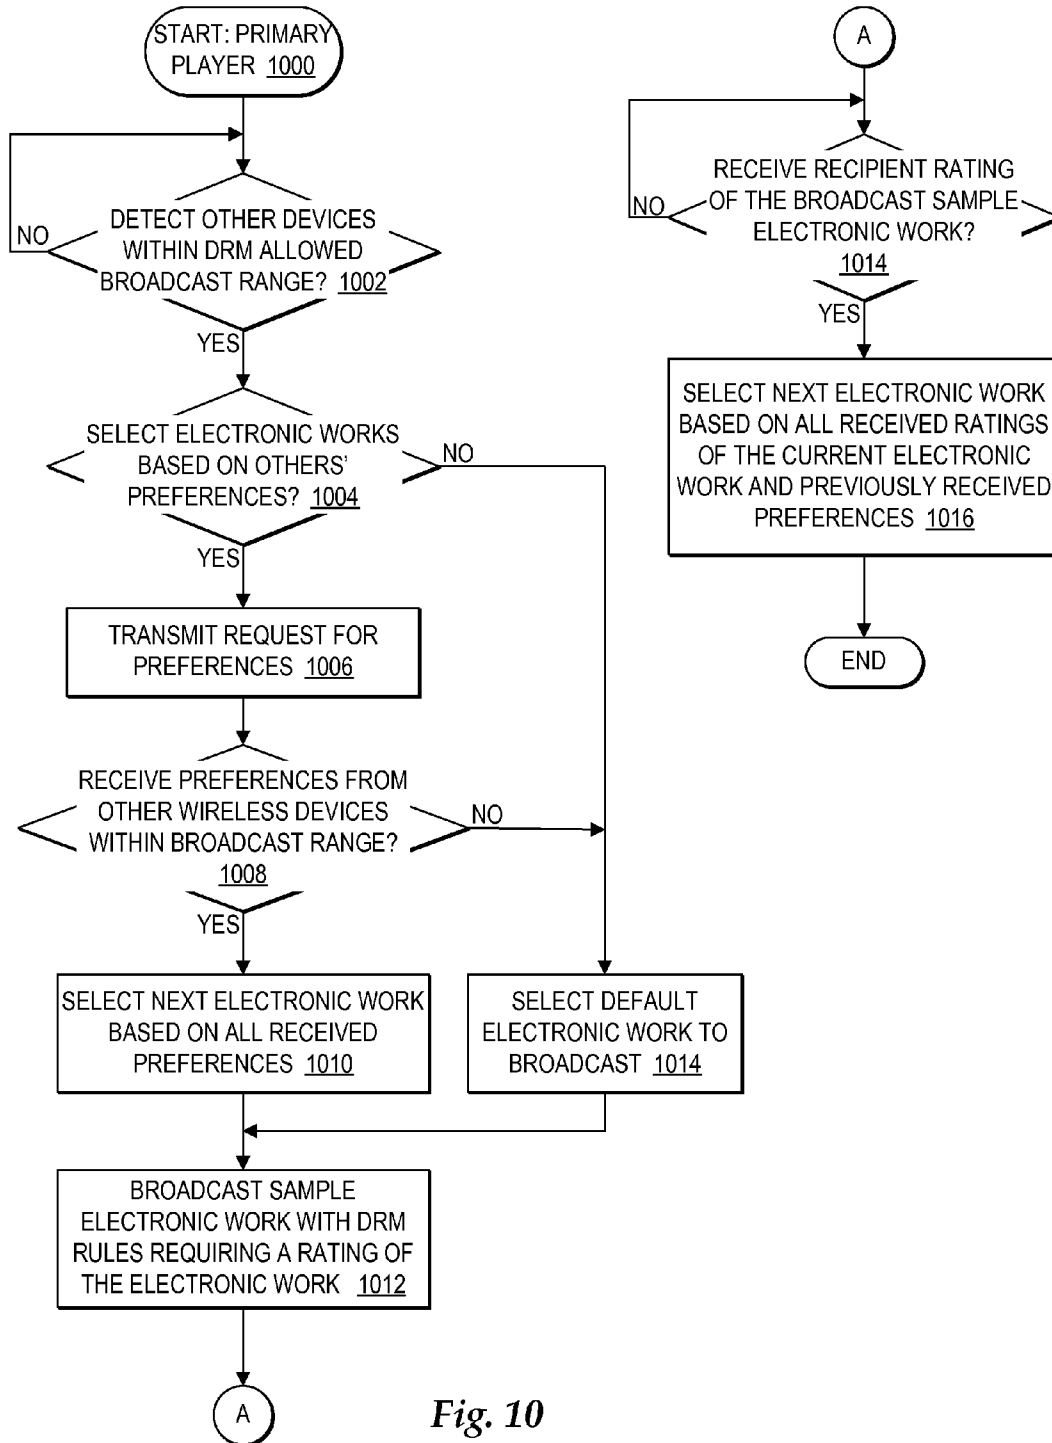 START: PRIMARY
PLAYER 1000
DETECT OTHER DEVICES
WITHIN DRM ALLOWED
BROADCAST RANGE? 1002
NO
YES
SELECT ELECTRONIC WORKS
BASED ON OTHERS'
PREFERENCES? 1004
NO
YES
TRANSMIT REQUEST FOR
PREFERENCES 1006
RECEIVE PREFERENCES FROM
OTHER WIRELESS DEVICES
WITHIN BROADCAST RANGE?
1008
NO
YES
SELECT NEXT ELECTRONIC WORK
BASED ON ALL RECEIVED
PREFERENCES 1010
SELECT DEFAULT
ELECTRONIC WORK TO
BROADCAST 1014
BROADCAST SAMPLE
ELECTRONIC WORK WITH DRM
RULES REQUIRING A RATING OF
THE ELECTRONIC WORK 1012
A
A
RECEIVE RECIPIENT RATING
OF THE BROADCAST SAMPLE
ELECTRONIC WORK?
1014
NO
YES
SELECT NEXT ELECTRONIC WORK
BASED ON ALL RECEIVED RATINGS
OF THE CURRENT ELECTRONIC
WORK AND PREVIOUSLY RECEIVED
PREFERENCES 1016
END
Fig. 10